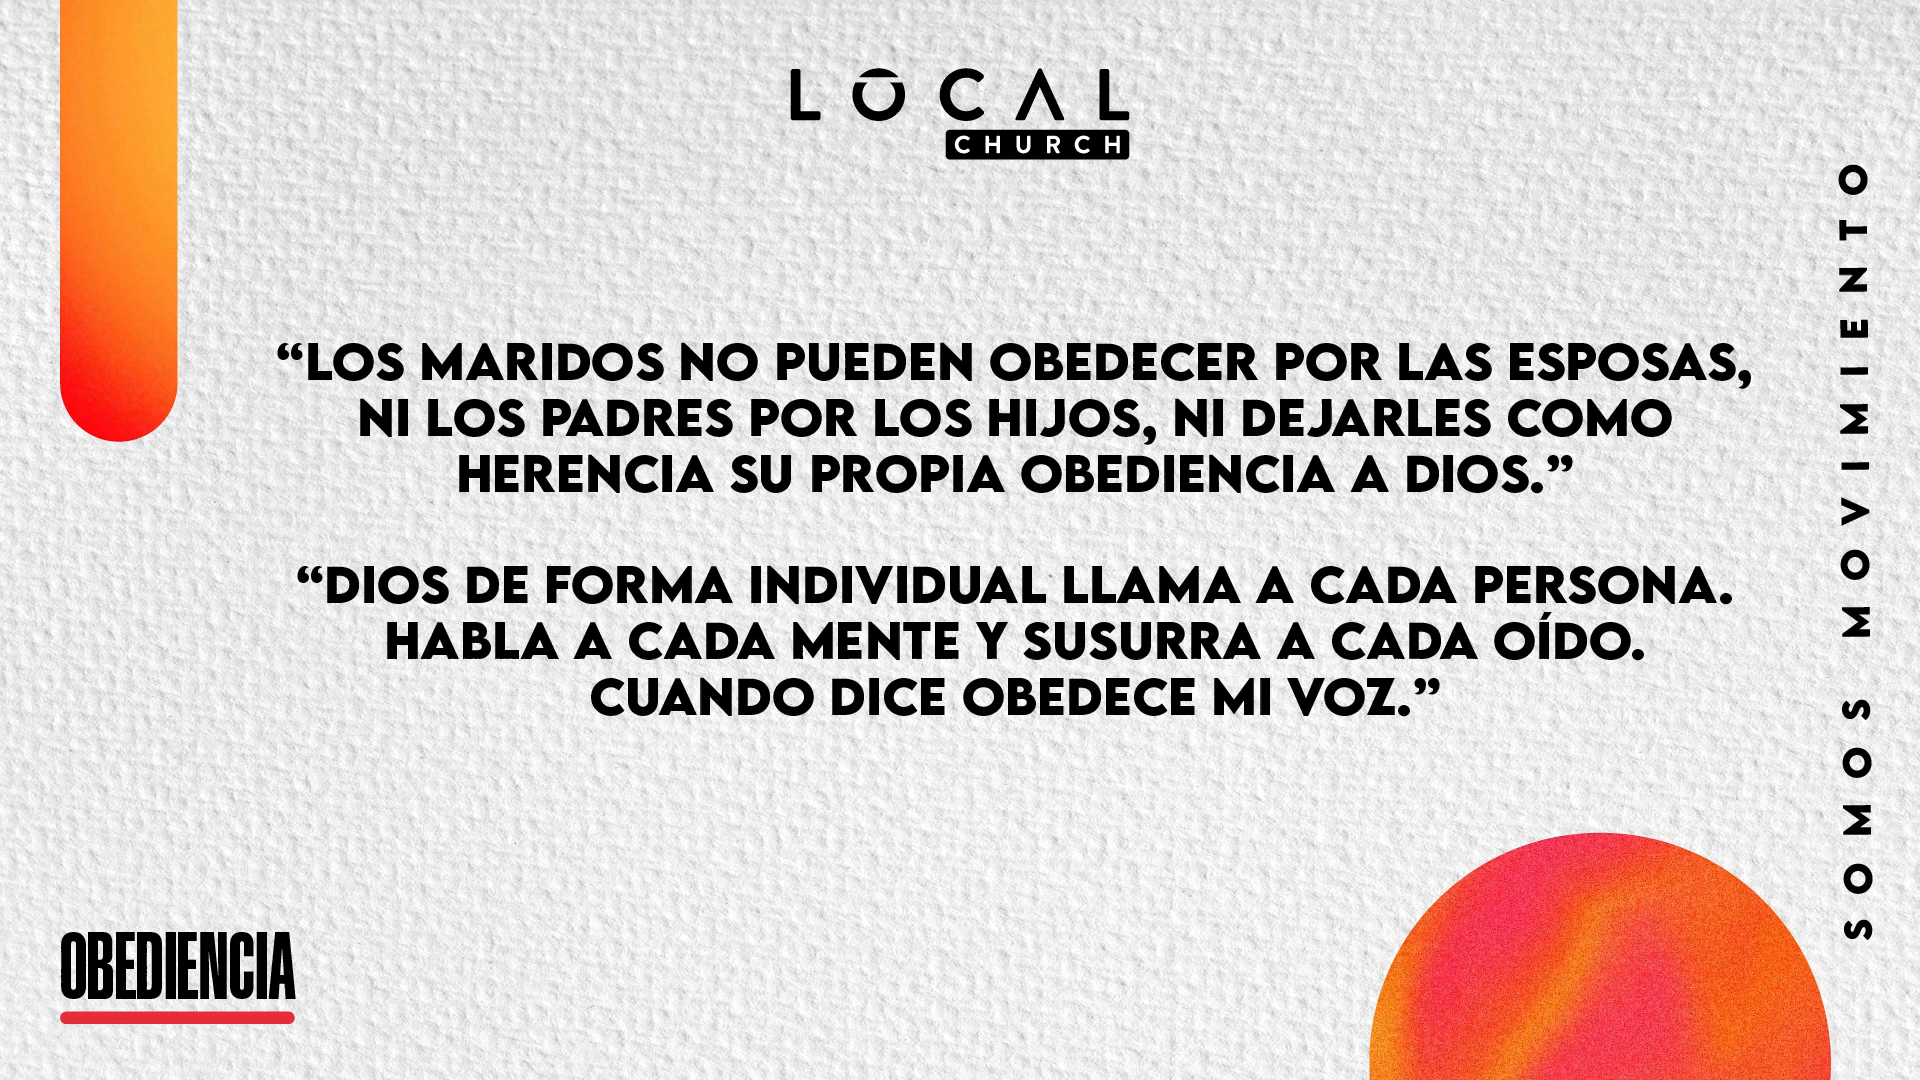 LOCAL
CHURCH
“LOS MARIDOS NO PUEDEN OBEDECER POR LAS ESPOSAS,
NI LOS PADRES POR LOS HIJOS, NI DEJARLES COMO
HERENCIA SU PROPIA OBEDIENCIA A DIOS.”
“DIOS DE FORMA INDIVIDUAL LLAMA A CADA PERSONA.
HABLA A CADA MENTE Y SUSURRA A CADA OÍDO.
CUANDO DICE OBEDECE MI VOZ.”
OBEDIENCIA
SOMOS MOVIMIENTO